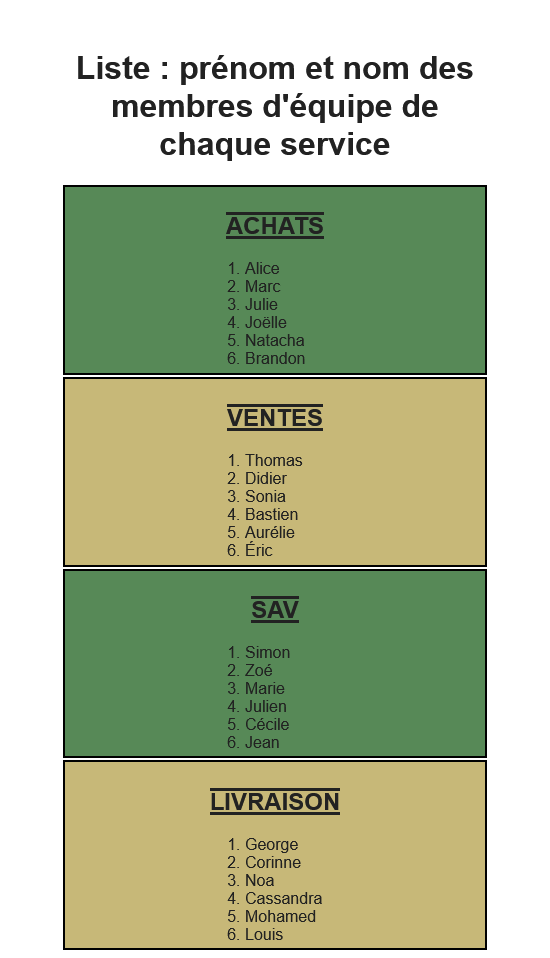 Liste : prénom et nom des
membres d'équipe de
chaque service
ACHATS
1. Alice
2. Marc
3. Julie
4. Joëlle
5. Natacha
6. Brandon
VENTES
1. Thomas
2. Didier
3. Sonia
4. Bastien
5. Aurélie
6. Éric
SAV
1. Simon
2. Zoé
3. Marie
4. Julien
5. Cécile
6. Jean
LIVRAISON
1. George
2. Corinne
3. Noa
4. Cassandra
5. Mohamed
6. Louis